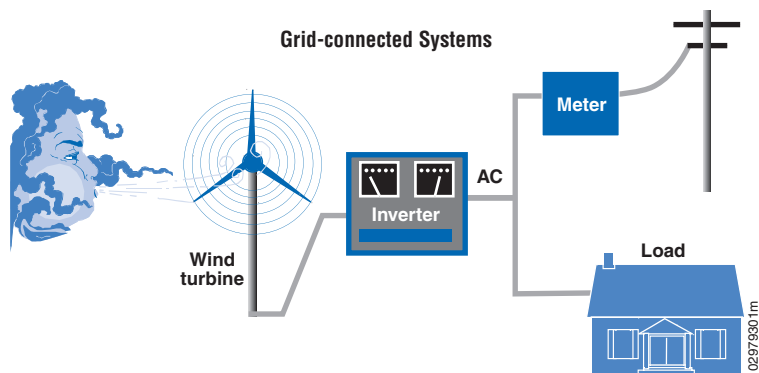 Grid-connected Systems
Meter
AC
Inverter
Wind
turbine
Load
02979301m